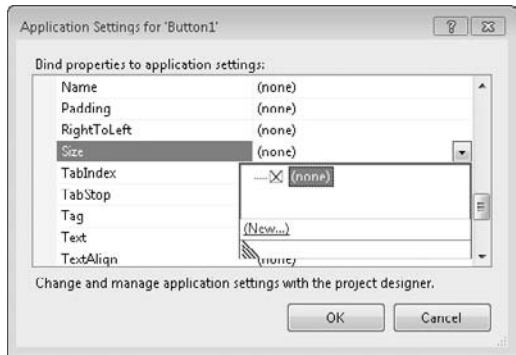 Application Settings for 'Button1'
Bind properties to application settings:
Name (none)
Padding (none)
RightToLeft (none)
Size (none)
TabIndex (none)
TabStop
Tag
Text (New...)
TextAlign (none)
Change and manage application settings with the project designer.
OK Cancel